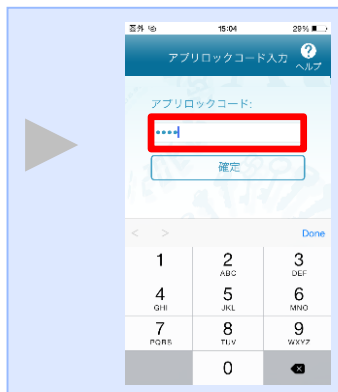 圏外 15:04 29%
アプリロックコード入力 ?
ヘルプ
アプリロックコード:
••••
確定
< > Done
1 2 3
ABC DEF
4 5 6
GHI JKL MNO
7 8 9
PQRS TUV WXYZ
0